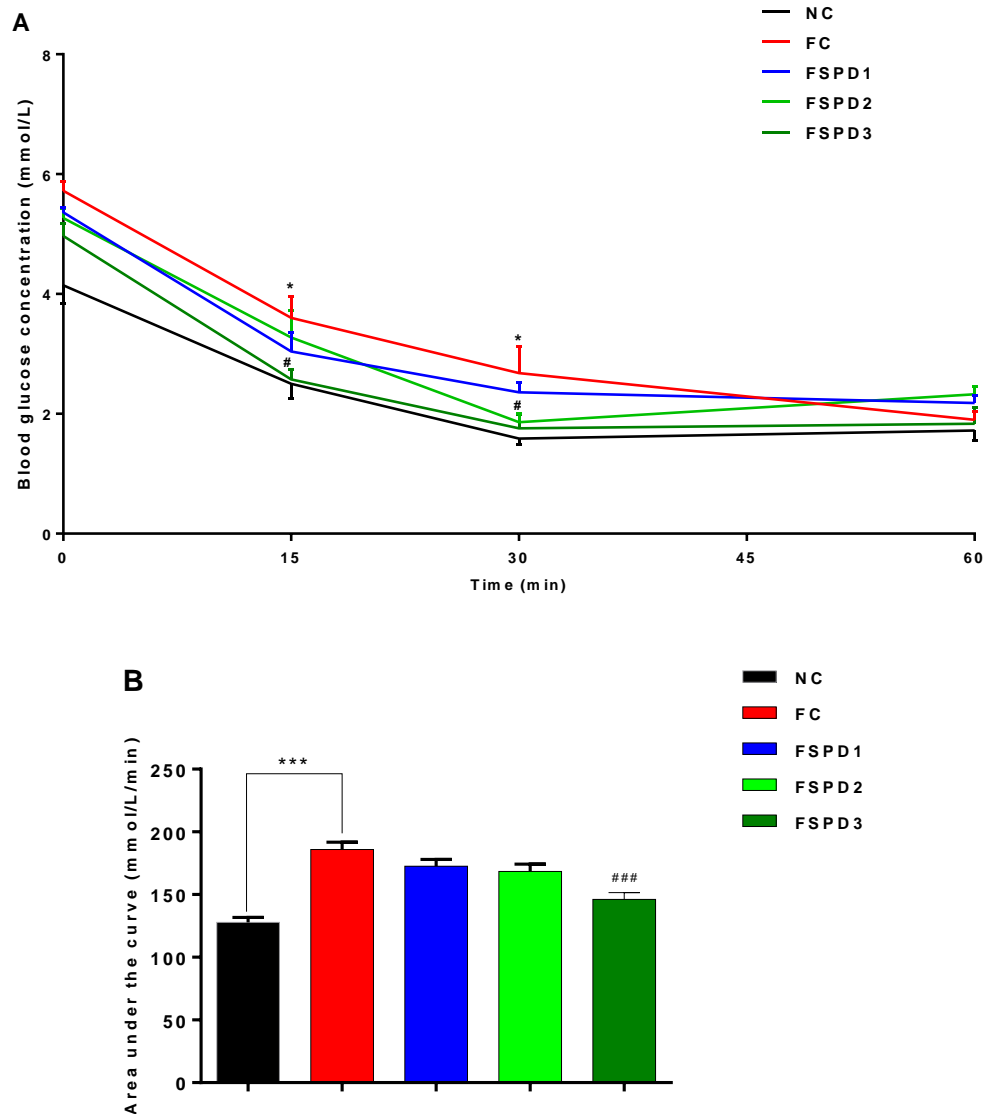 A
NC
FC
FSPD1
FSPD2
FSPD3
8
6
4
2
0
Blood glucose concentration (mmol/L)
*
*
#
#
0 15 30 45 60
Time (min)
B
NC
FC
FSPD1
FSPD2
FSPD3
250
200
150
100
50
0
Area under the curve (mmol/L/min)
***
###